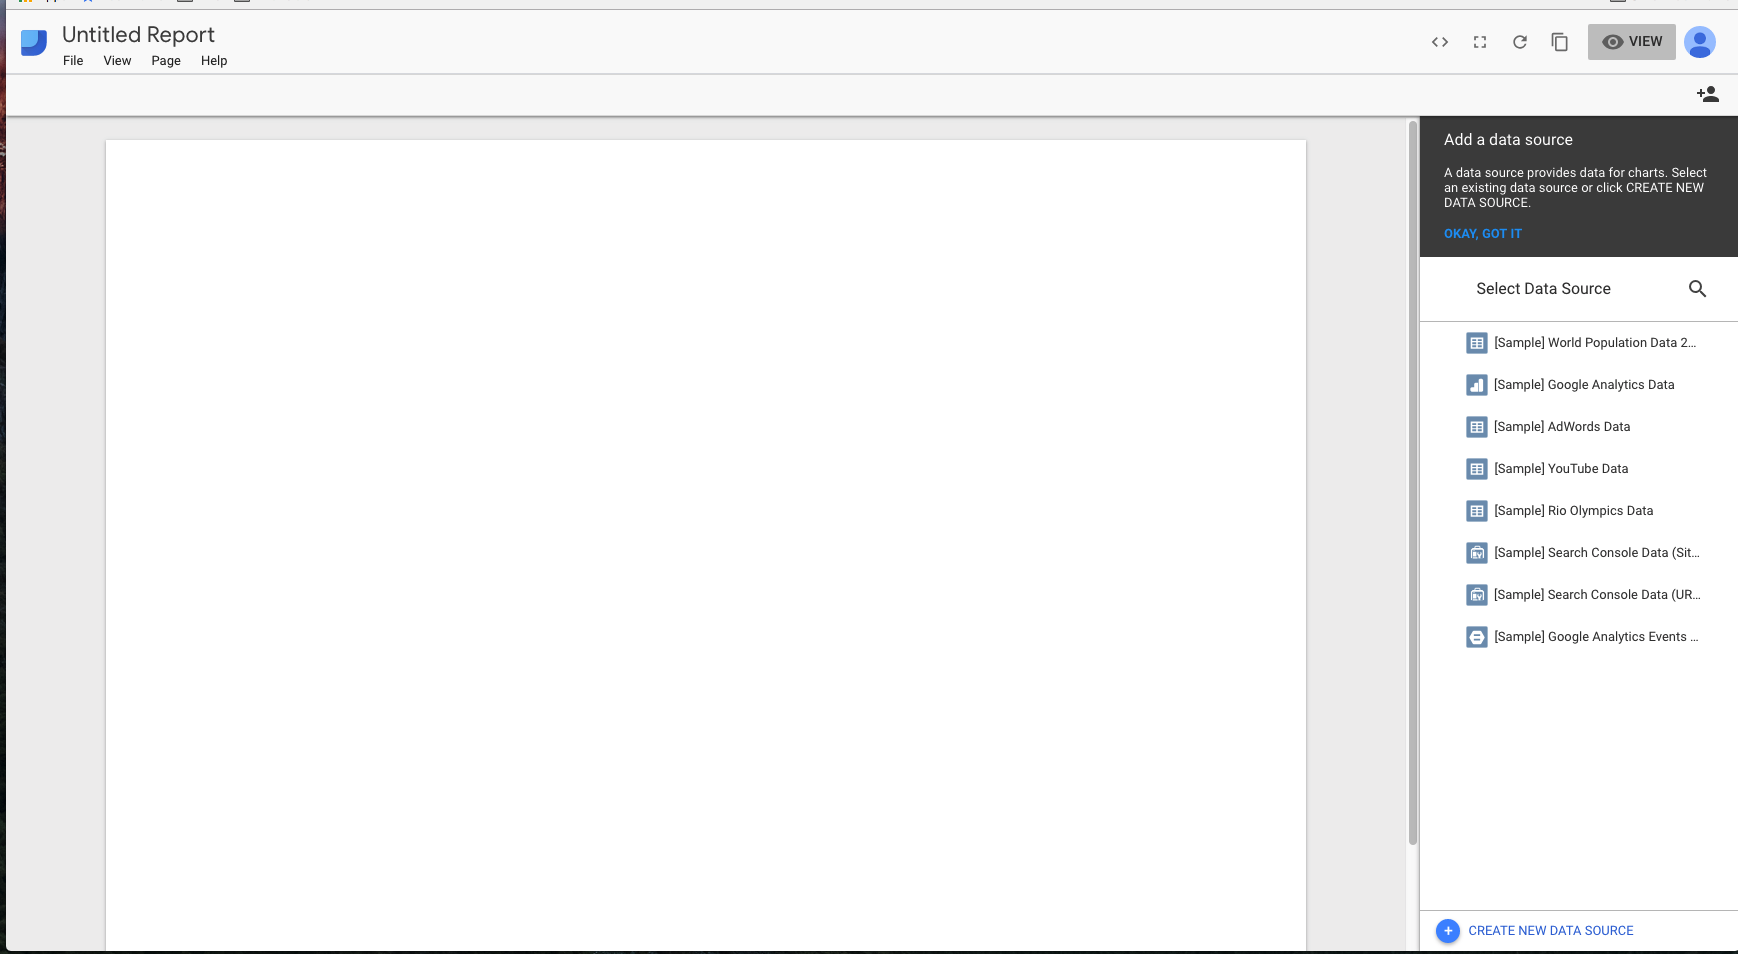 Untitled Report
File View Page Help
VIEW
Add a data source
A data source provides data for charts. Select
an existing data source or click CREATE NEW
DATA SOURCE.
OKAY, GOT IT
Select Data Source
[Sample] World Population Data 2...
[Sample] Google Analytics Data
[Sample] AdWords Data
[Sample] YouTube Data
[Sample] Rio Olympics Data
[Sample] Search Console Data (Sit...
[Sample] Search Console Data (UR...
[Sample] Google Analytics Events ...
CREATE NEW DATA SOURCE